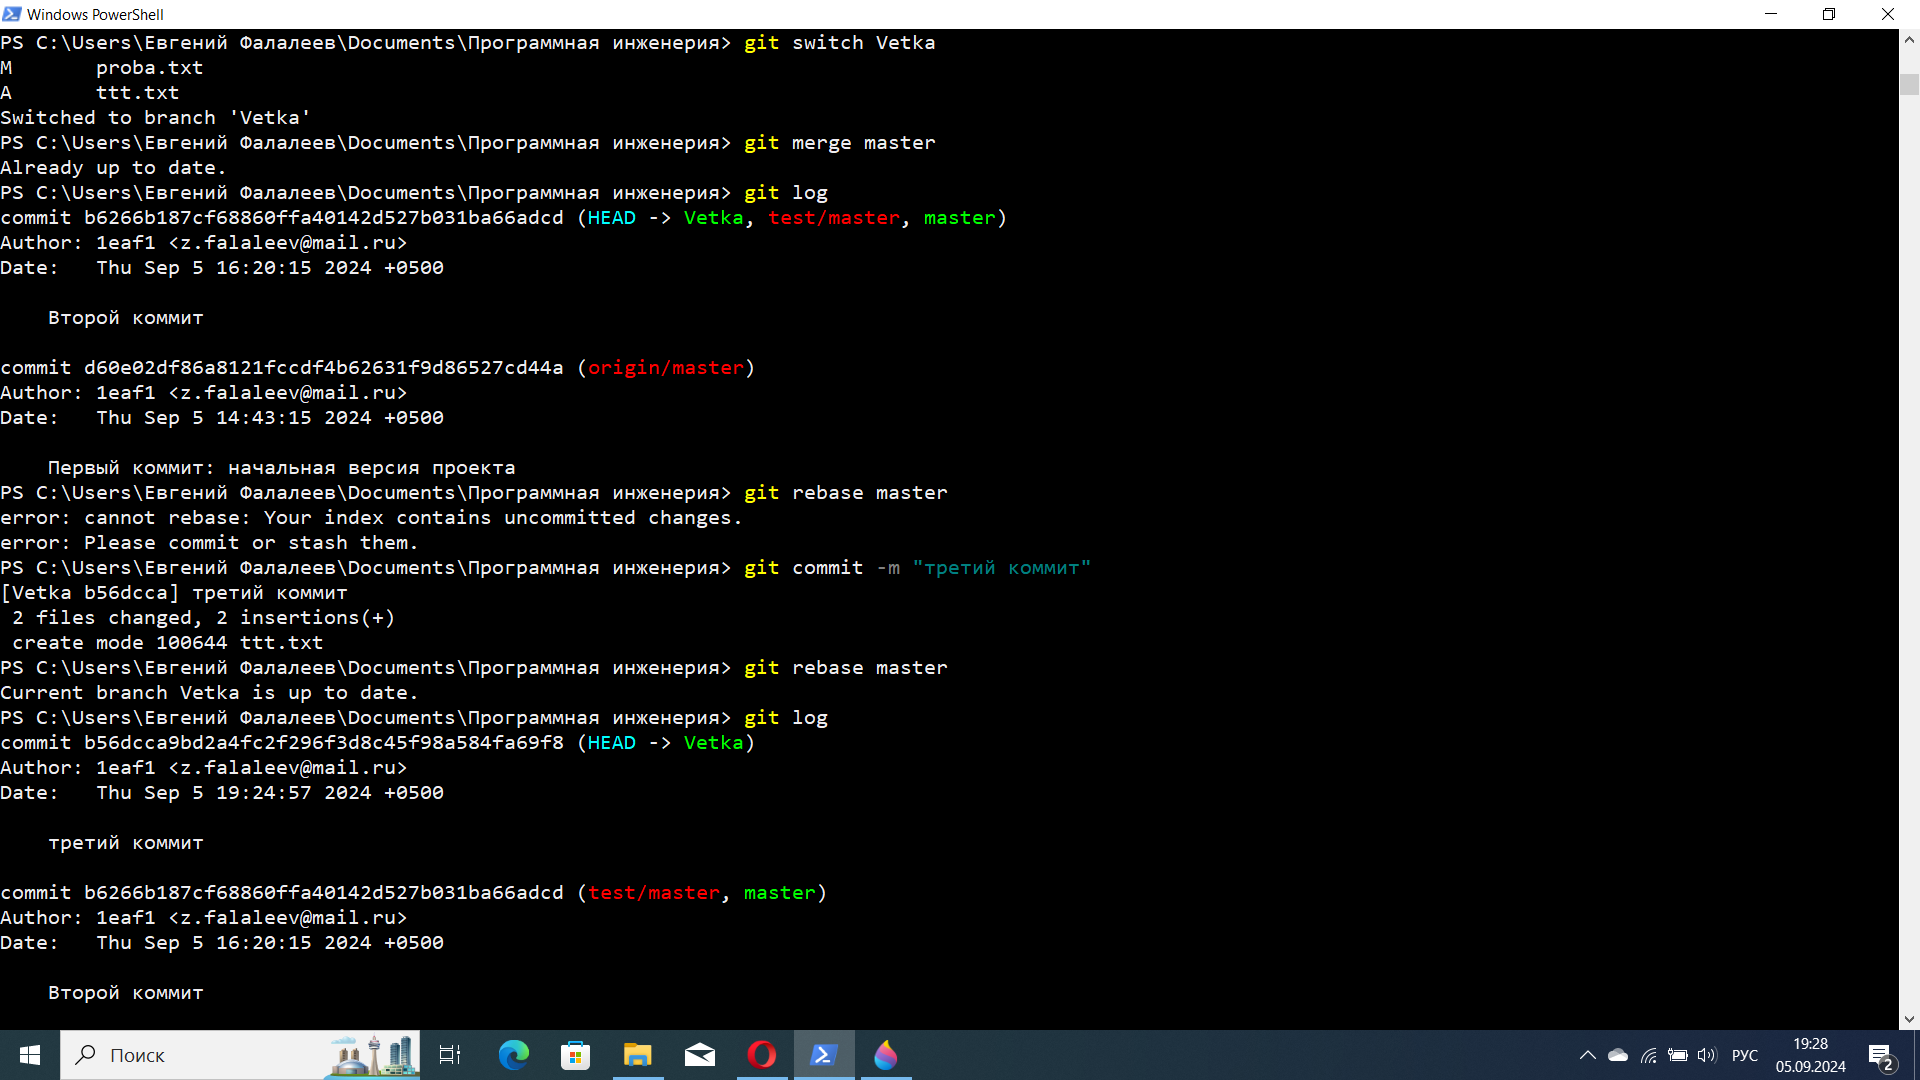 Windows PowerShell
PS C:\Users\Евгений Фалалеев\Documents\Программная инженерия> git switch Vetka
M       proba.txt
A       ttt.txt
Switched to branch 'Vetka'
PS C:\Users\Евгений Фалалеев\Documents\Программная инженерия> git merge master
Already up to date.
PS C:\Users\Евгений Фалалеев\Documents\Программная инженерия> git log
commit b6266b187cf68860ffa40142d527b031ba66adcd (HEAD -> Vetka, test/master, master)
Author: 1eaf1 <z.falaleev@mail.ru>
Date:   Thu Sep 5 16:20:15 2024 +0500
    Второй коммит
commit d60e02df86a8121fccdf4b62631f9d86527cd44a (origin/master)
Author: 1eaf1 <z.falaleev@mail.ru>
Date:   Thu Sep 5 14:43:15 2024 +0500
    Первый коммит: начальная версия проекта
PS C:\Users\Евгений Фалалеев\Documents\Программная инженерия> git rebase master
error: cannot rebase: Your index contains uncommitted changes.
error: Please commit or stash them.
PS C:\Users\Евгений Фалалеев\Documents\Программная инженерия> git commit -m "третий коммит"
[Vetka b56dcca] третий коммит
 2 files changed, 2 insertions(+)
 create mode 100644 ttt.txt
PS C:\Users\Евгений Фалалеев\Documents\Программная инженерия> git rebase master
Current branch Vetka is up to date.
PS C:\Users\Евгений Фалалеев\Documents\Программная инженерия> git log
commit b56dcca9bd2a4fc2f296f3d8c45f98a584fa69f8 (HEAD -> Vetka)
Author: 1eaf1 <z.falaleev@mail.ru>
Date:   Thu Sep 5 19:24:57 2024 +0500
    третий коммит
commit b6266b187cf68860ffa40142d527b031ba66adcd (test/master, master)
Author: 1eaf1 <z.falaleev@mail.ru>
Date:   Thu Sep 5 16:20:15 2024 +0500
    Второй коммит
Поиск
РУС
19:28
05.09.2024
2